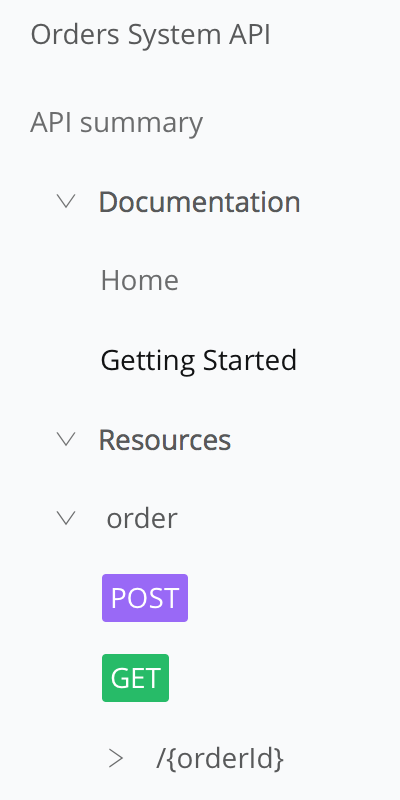 Orders System API
API summary
Documentation
Home
Getting Started
Resources
order
POST
GET
/{orderId}